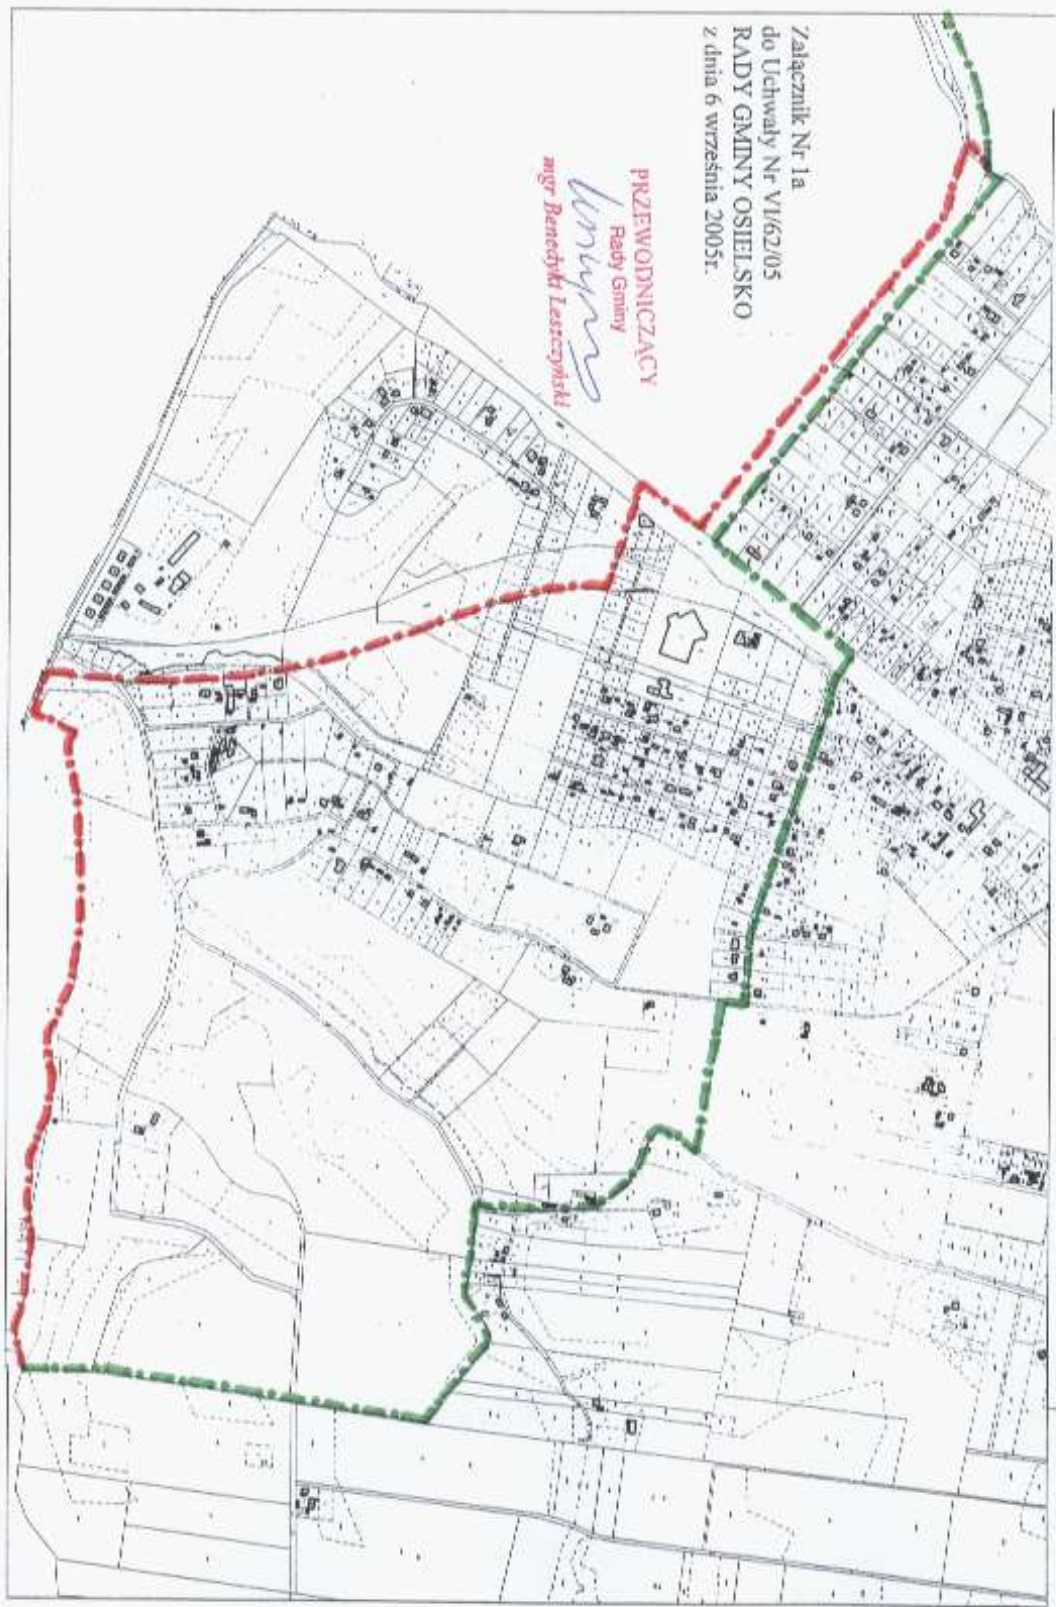 Załącznik Nr 1a
do Uchwały Nr VI/62/05
RADY GMINY OSIELSKO
z dnia 6 września 2005r.
PRZEWODNICZĄCY
Rady Gminy
mgr Benedykt Leszczyński